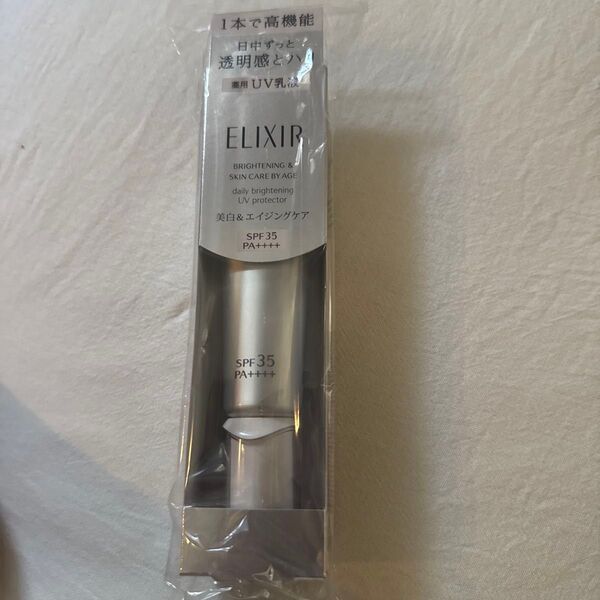 1本で高機能
日中ずっと
透明感とハリ
薬用 UV乳液
ELIXIR
BRIGHTENING &
SKIN CARE BY AGE
daily brightening
UV protector
美白&エイジングケア
SPF35
PA++++
SPF35
PA++++